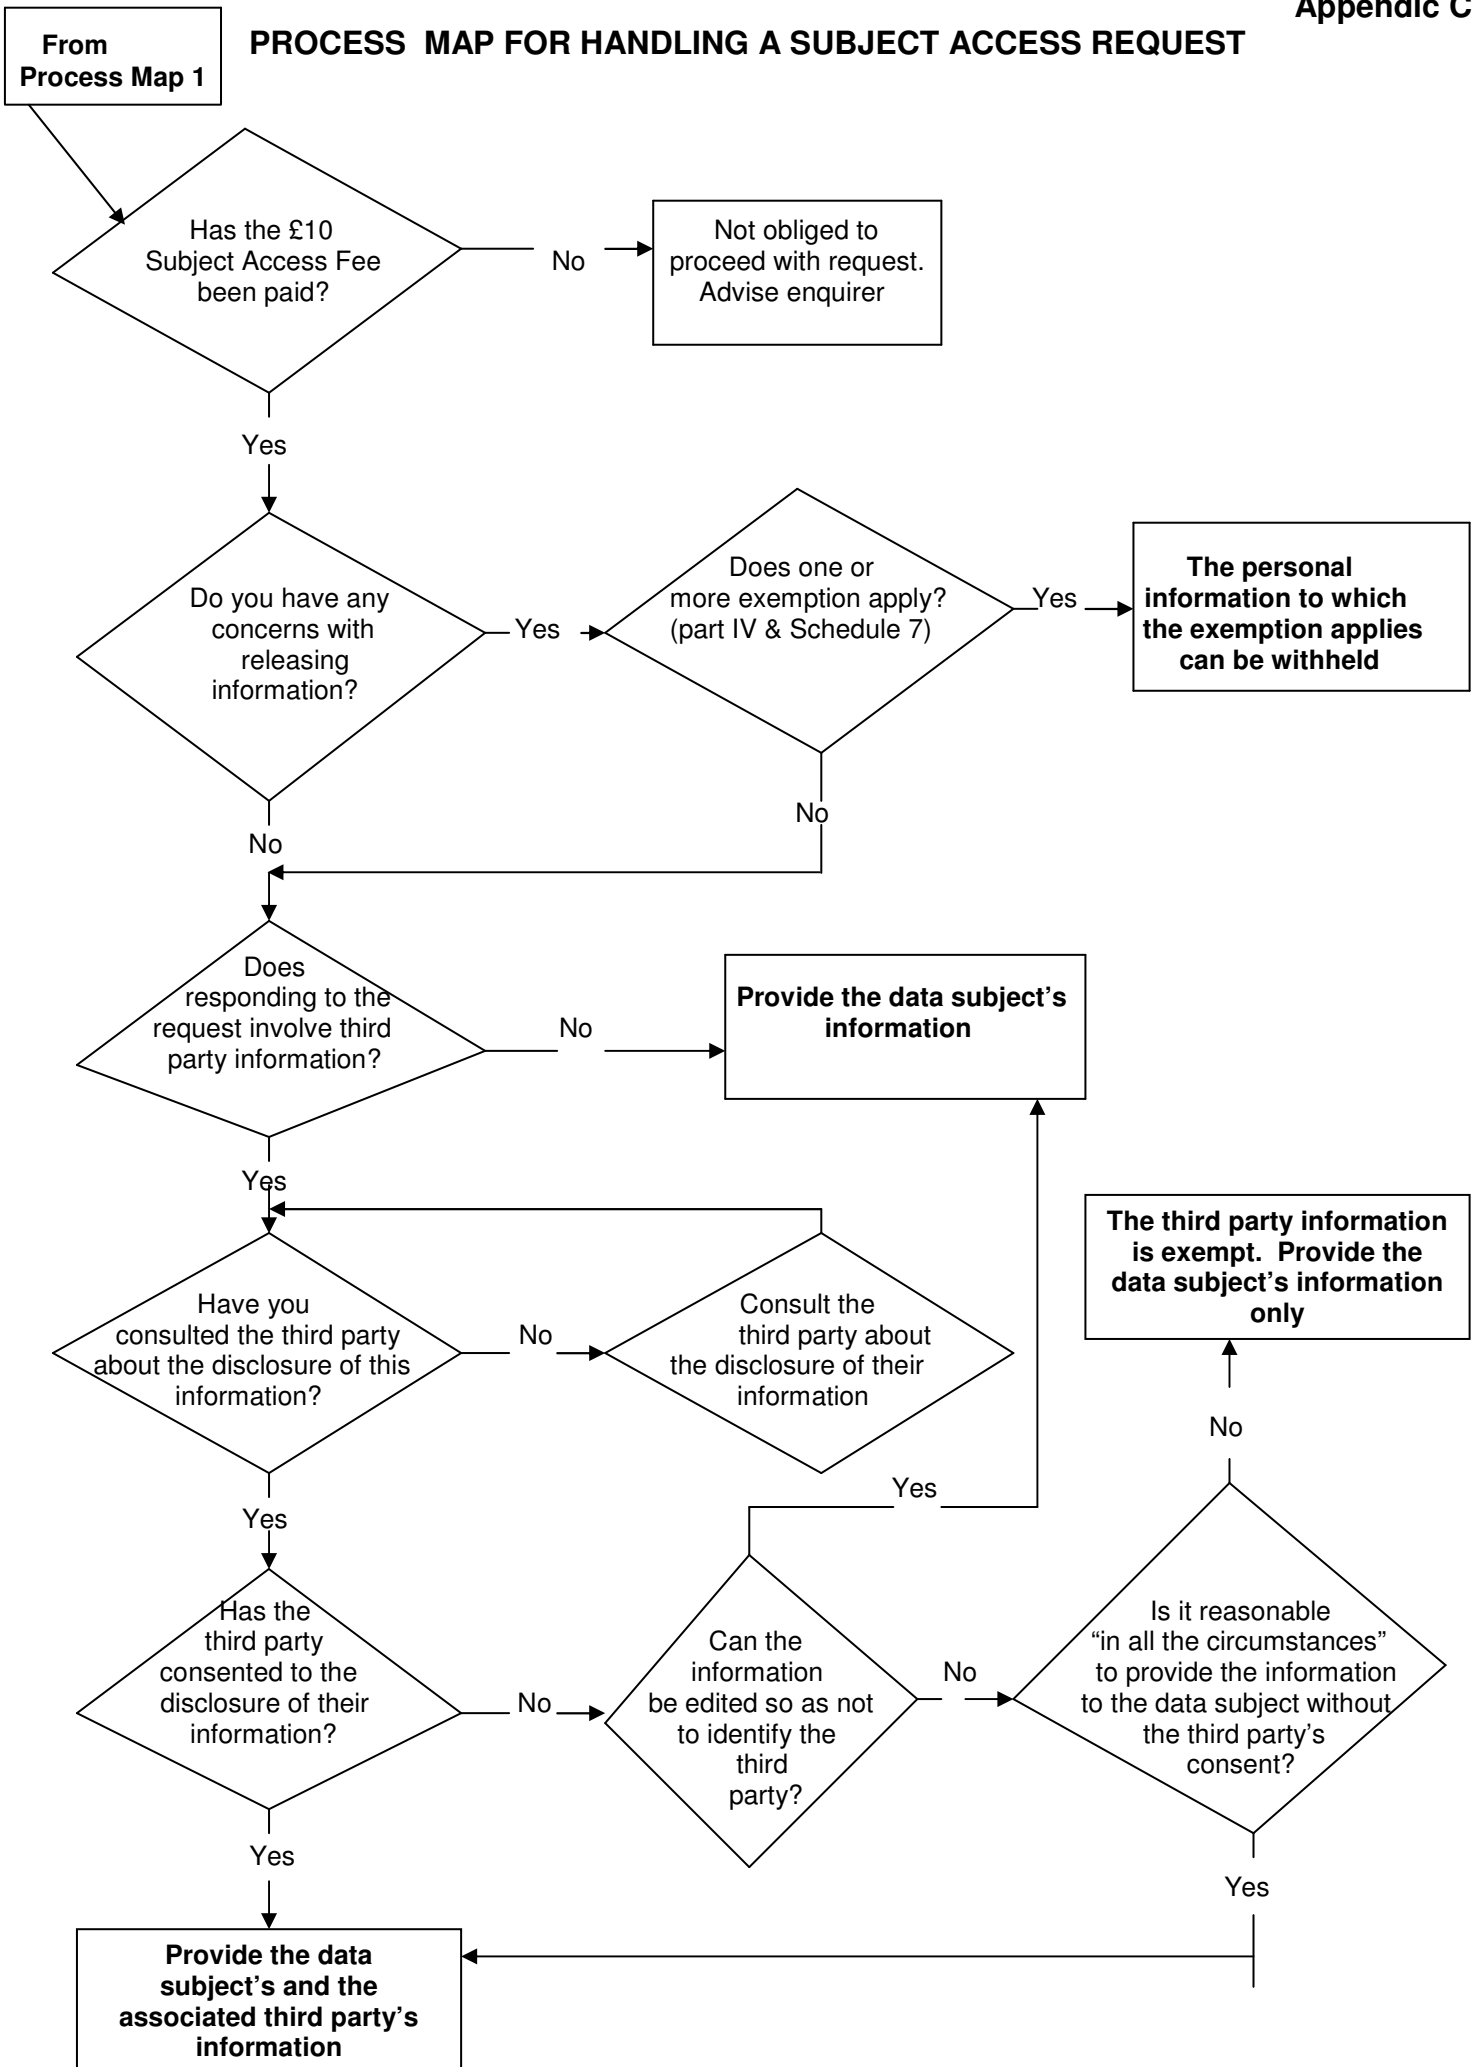 Appendic C
From
Process Map 1
PROCESS MAP FOR HANDLING A SUBJECT ACCESS REQUEST
Has the £10
Subject Access Fee
been paid?
No
Not obliged to
proceed with request.
Advise enquirer
Yes
Do you have any
concerns with
releasing
information?
Yes
Does one or
more exemption apply?
(part IV & Schedule 7)
Yes
The personal
information to which
the exemption applies
can be withheld
No
No
Does
responding to the
request involve third
party information?
No
Provide the data subject’s
information
Yes
Have you
consulted the third party
about the disclosure of this
information?
No
Consult the
third party about
the disclosure of their
information
The third party information
is exempt. Provide the
data subject’s information
only
No
Yes
Yes
Has the
third party
consented to the
disclosure of their
information?
No
Can the
information
be edited so as not
to identify the
third
party?
No
Is it reasonable
“in all the circumstances”
to provide the information
to the data subject without
the third party’s
consent?
Yes
Yes
Provide the data
subject’s and the
associated third party’s
information